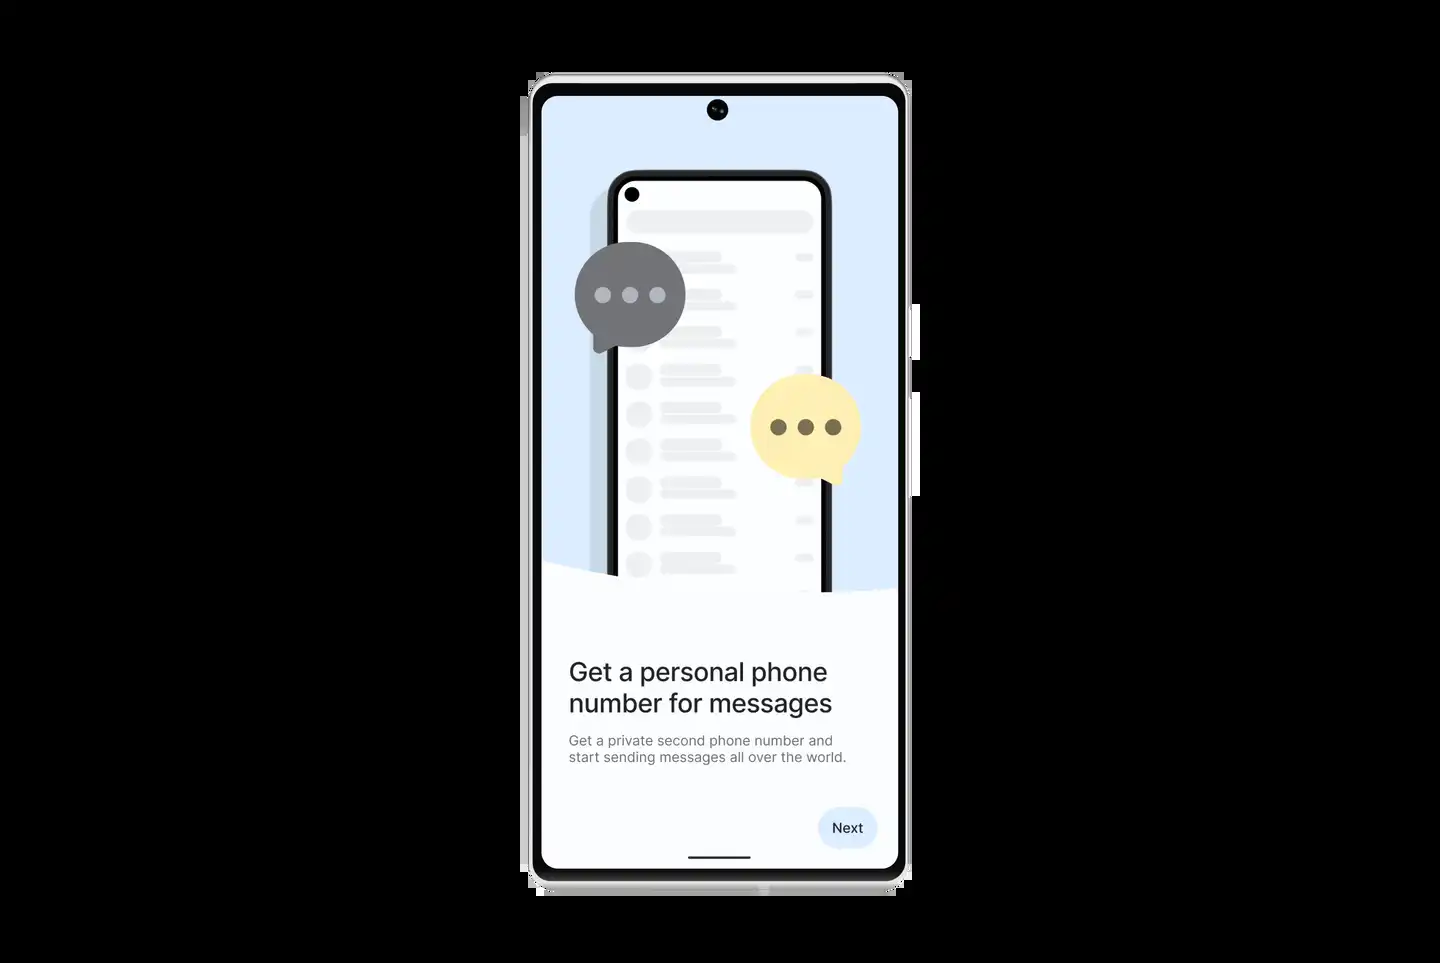 Get a personal phone
number for messages
Get a private second phone number and
start sending messages all over the world.
Next